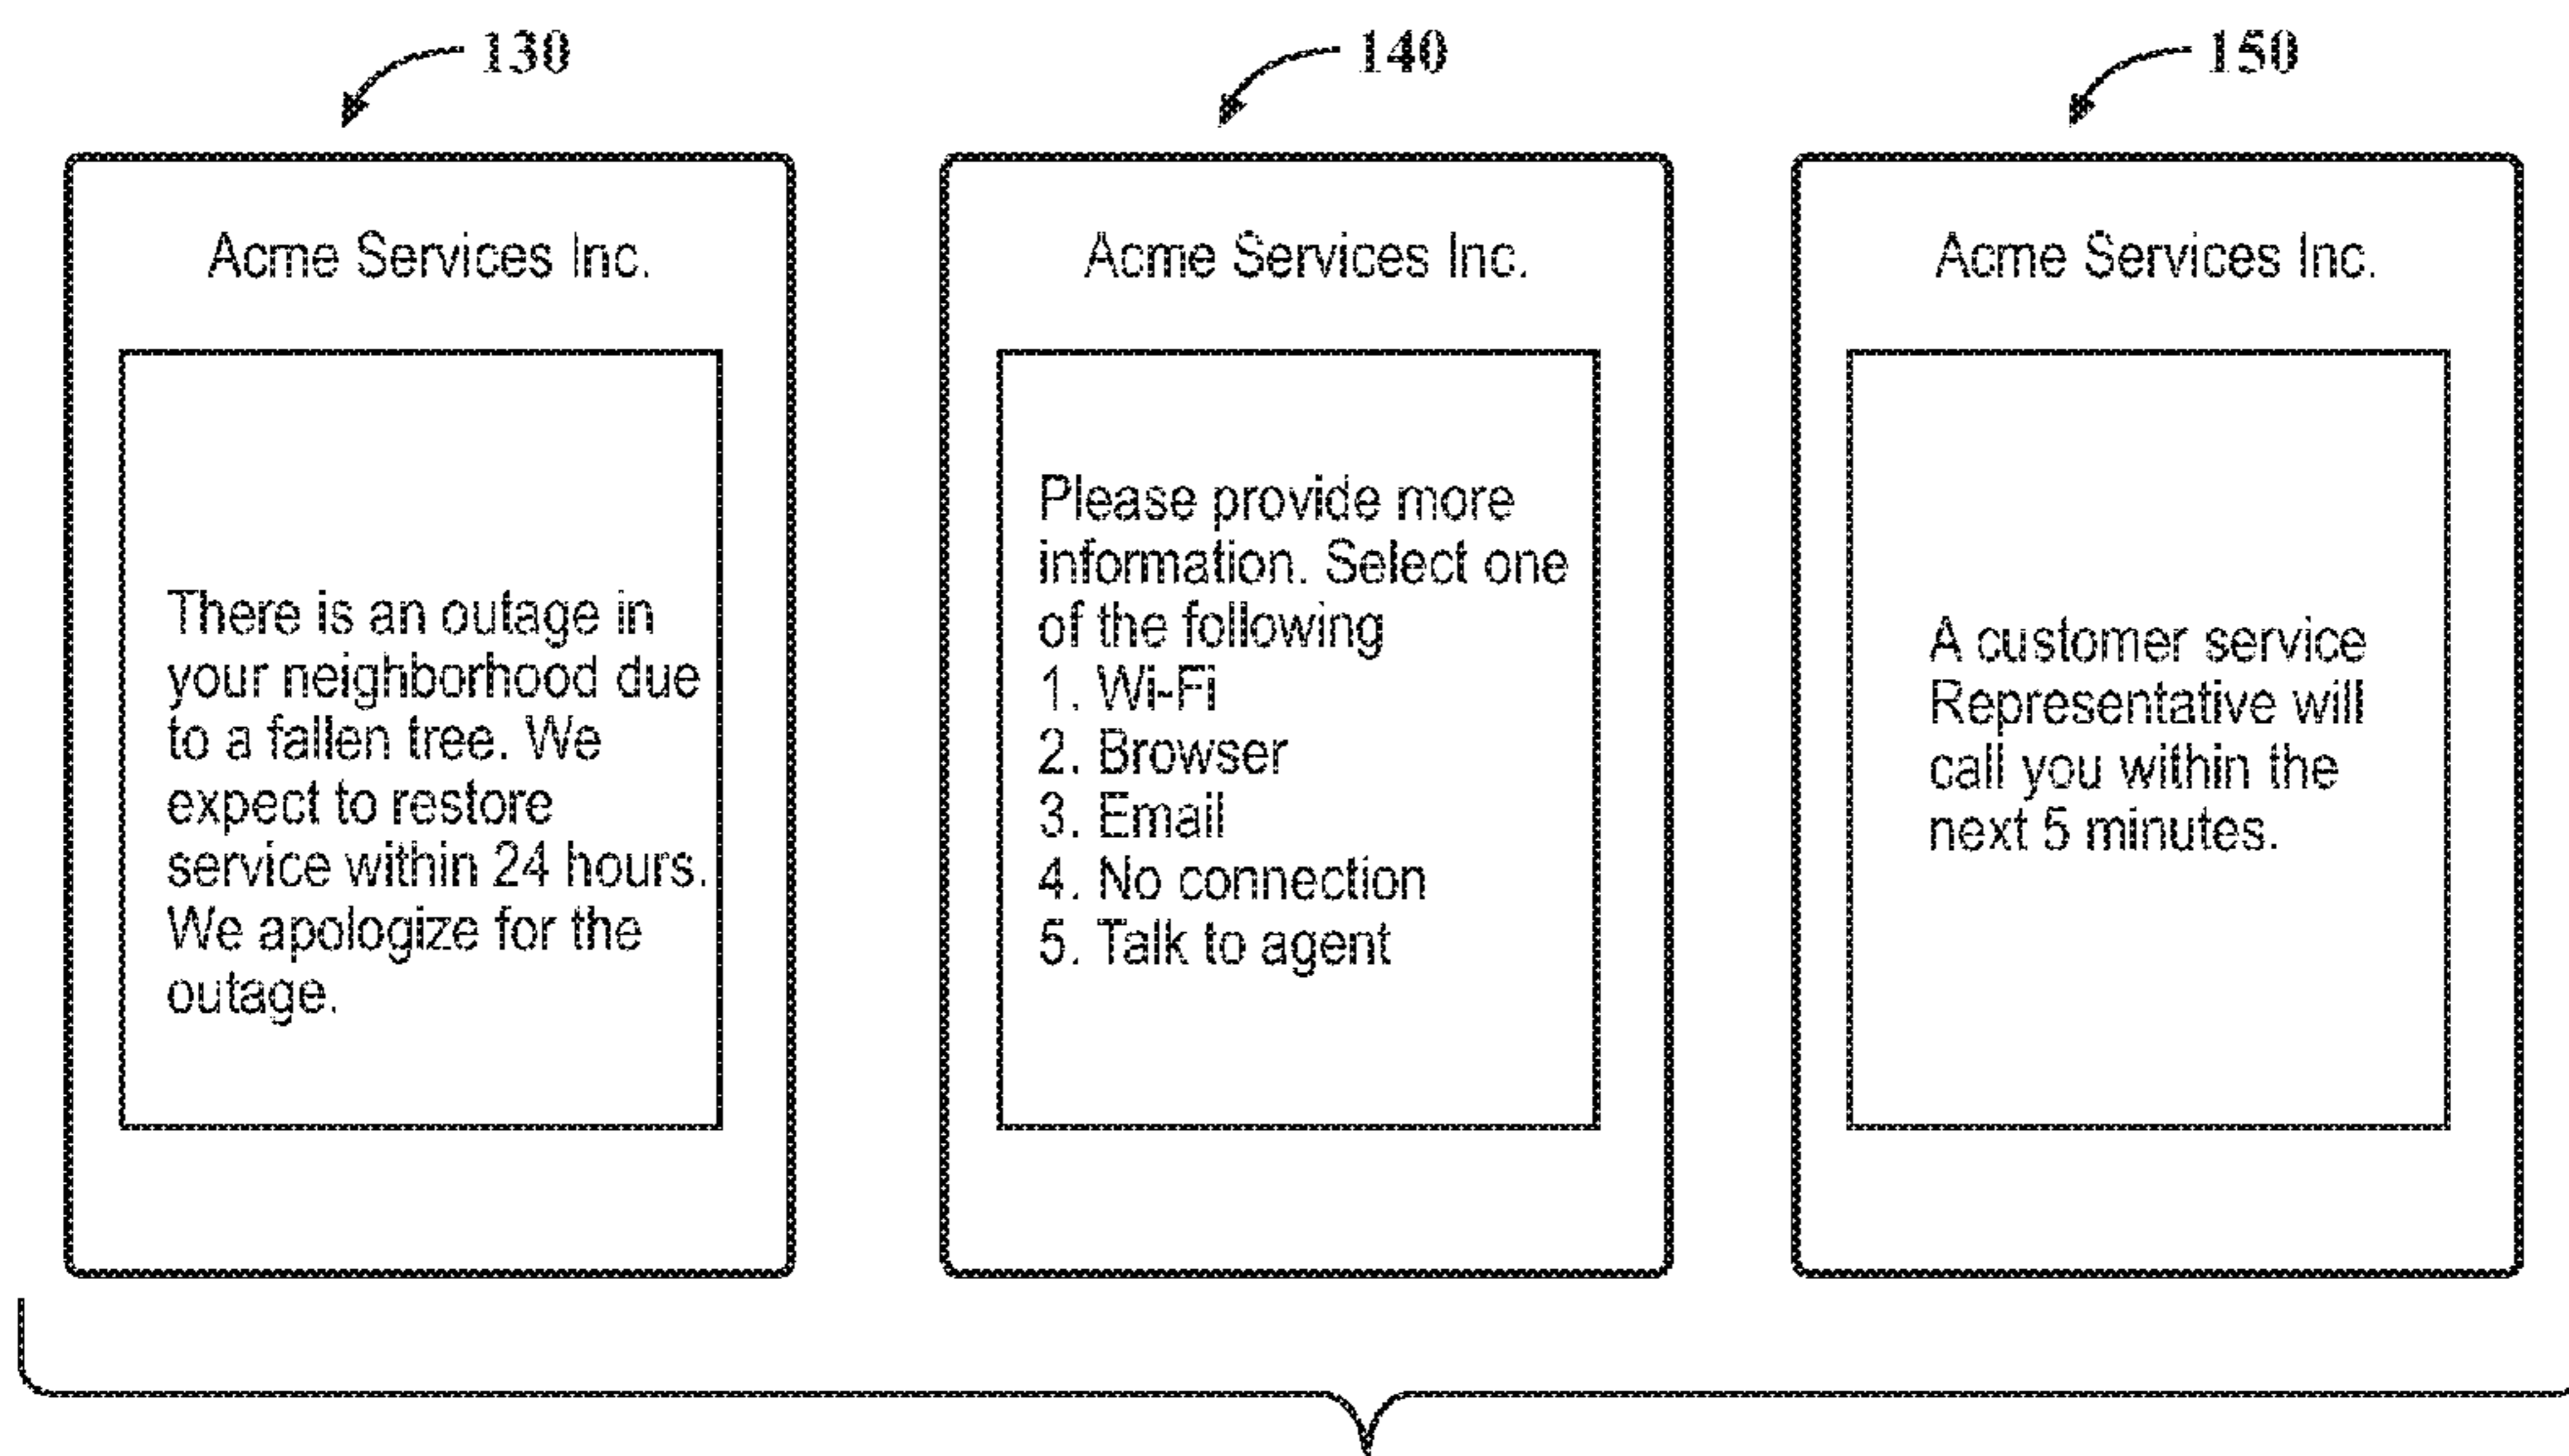 130
140
150
Acme Services Inc.
There is an outage in
your neighborhood due
to a fallen tree. We
expect to restore
service within 24 hours.
We apologize for the
outage.
Acme Services Inc.
Please provide more
information. Select one
of the following
1. Wi-Fi
2. Browser
3. Email
4. No connection
5. Talk to agent
Acme Services Inc.
A customer service
Representative will
call you within the
next 5 minutes.